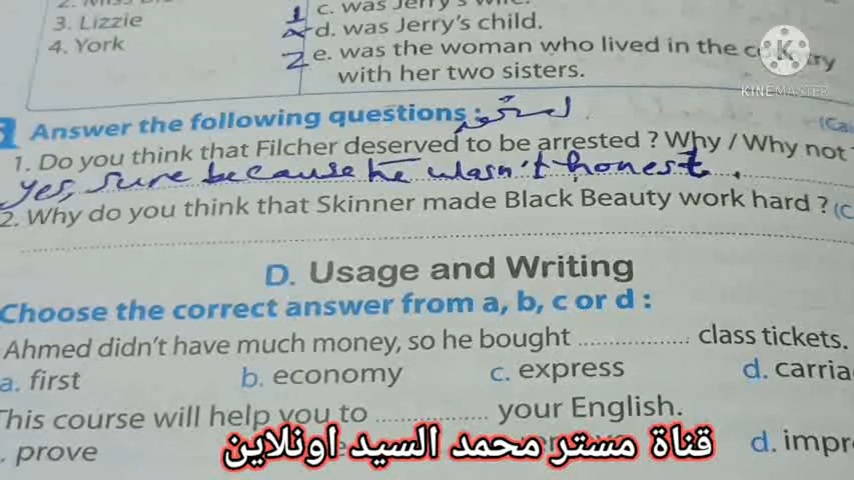 c. was Jerry's wife.
3. Lizzie
d. was Jerry's child.
4. York
e. was the woman who lived in the
with her two sisters.
KINEMASTER
Answer the following questions :
1. Do you think that Filcher deserved to be arrested ? Why / Why not
yes, sure because he wasn't honest.
2. Why do you think that Skinner made Black Beauty work hard ?
D. Usage and Writing
Choose the correct answer from a, b, c or d :
Ahmed didn't have much money, so he bought .................. class tickets.
a. first b. economy c. express d. carria
This course will help you to .................. your English.
. prove d. impr
قناة مستر محمد السيد اونلاين